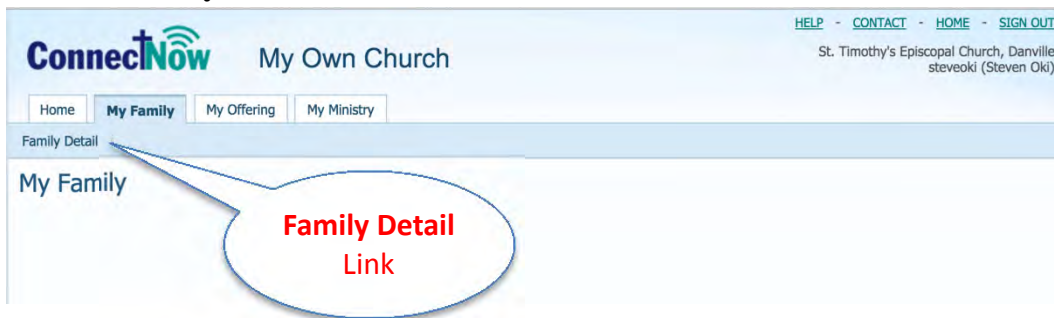 HELP - CONTACT - HOME - SIGN OUT
ConnectNow My Own Church
St. Timothy's Episcopal Church, Danville
steveoki (Steven Oki)
Home My Family My Offering My Ministry
Family Detail
My Family
Family Detail
Link